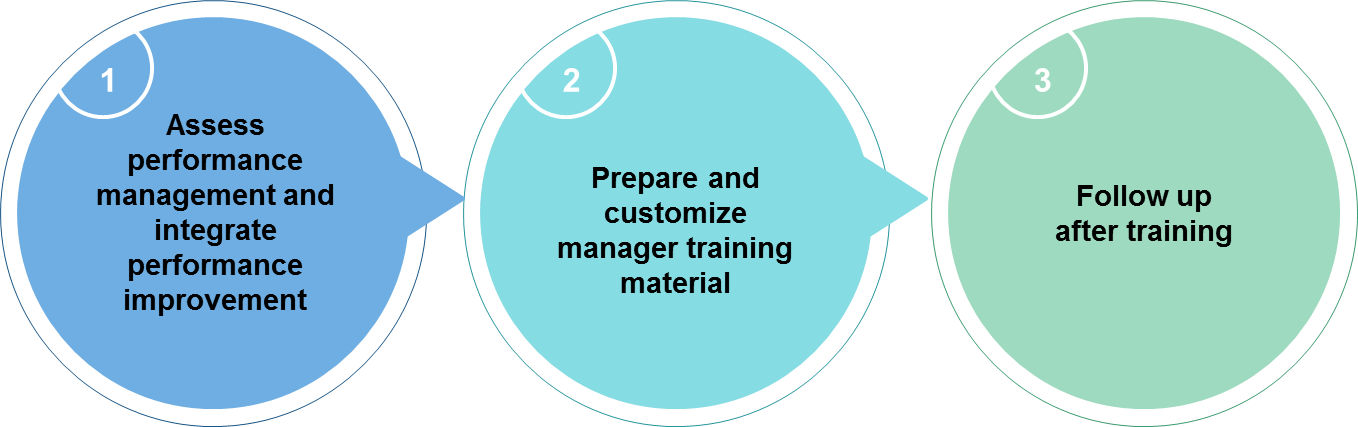 1
Assess
performance
management and
integrate
performance
improvement
2
Prepare and
customize
manager training
material
3
Follow up
after training